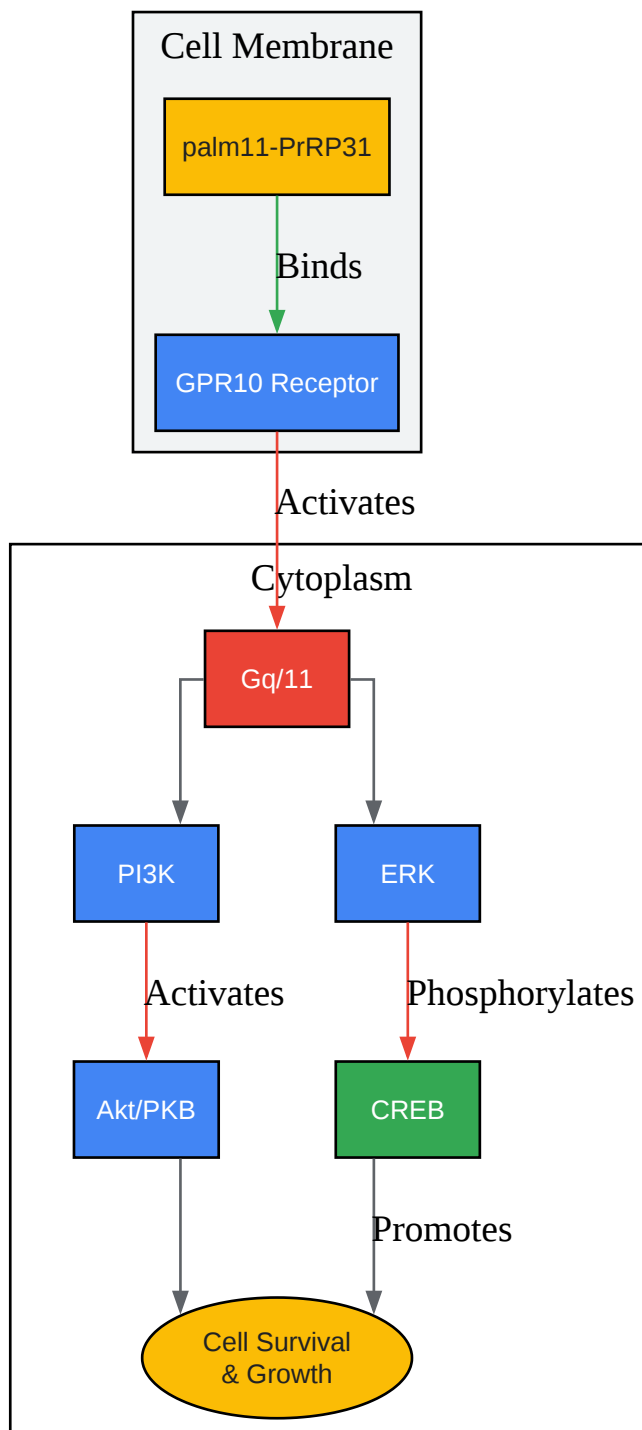 Cell Membrane
palm11-PrRP31
Binds
GPR10 Receptor
Activates
Cytoplasm
Gq/11
PI3K
ERK
Activates
Phosphorylates
Akt/PKB
CREB
Promotes
Cell Survival
& Growth